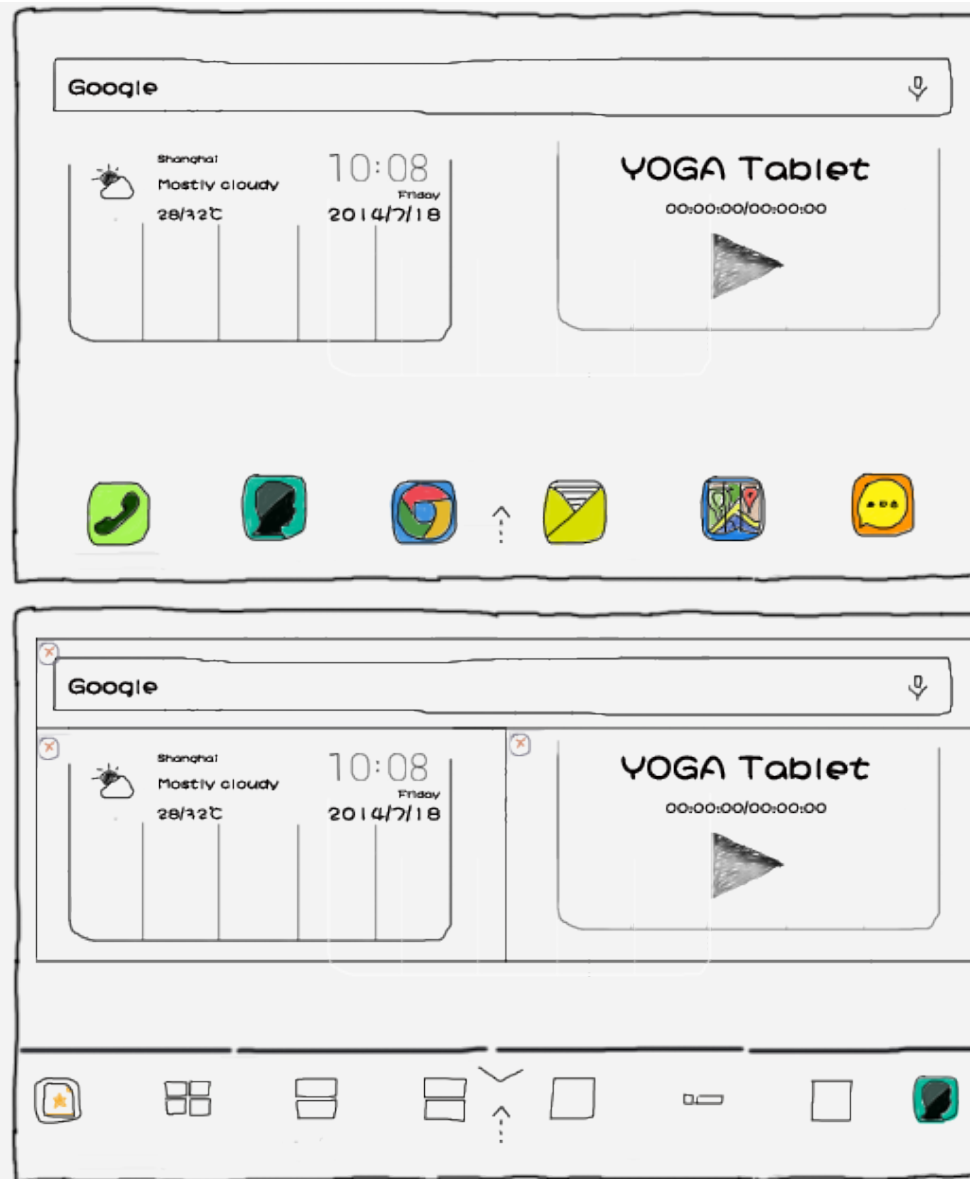 Google
Shanghai
Mostly cloudy
28/32℃
10:08
Friday
2014/7/18
YOGA Tablet
00:00:00/00:00:00
Google
Shanghai
Mostly cloudy
28/32℃
10:08
Friday
2014/7/18
YOGA Tablet
00:00:00/00:00:00